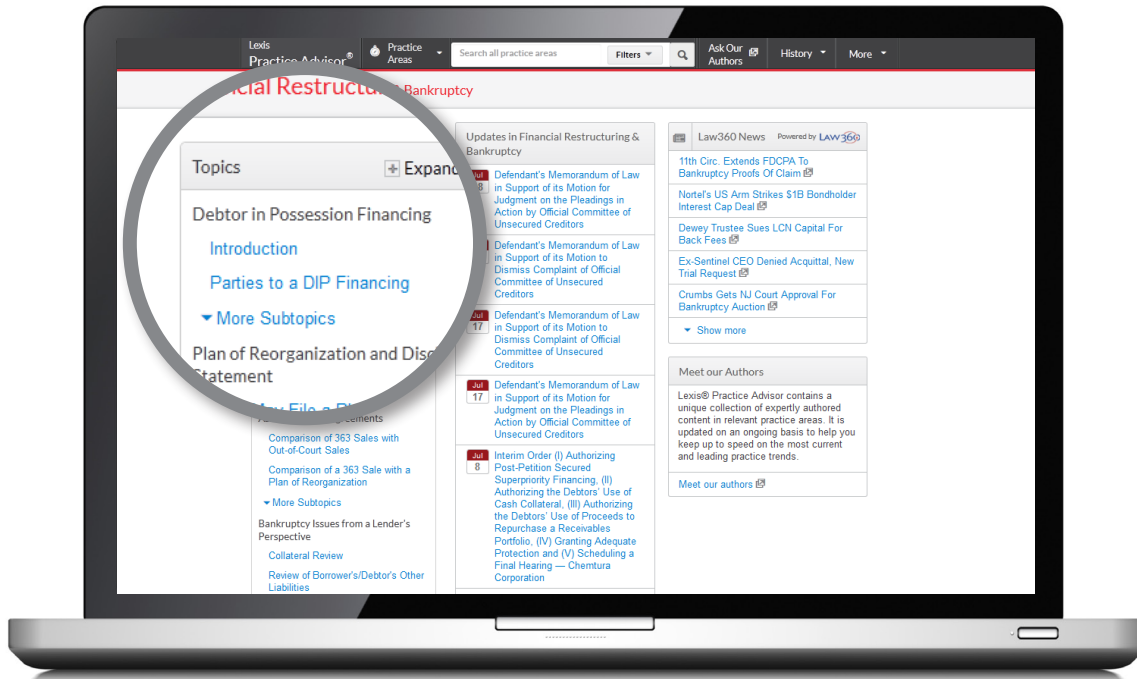 Lexis
Practice Advisor®
Practice
Areas
Search all practice areas
Filters
Ask Our
Authors
History
More
cial Restructu
Bankruptcy
Topics
Expand
Debtor in Possession Financing
Introduction
Parties to a DIP Financing
More Subtopics
Plan of Reorganization and Disc
Statement
May File a
Comparison of 363 Sales with
Out-of-Court Sales
Comparison of a 363 Sale with a
Plan of Reorganization
More Subtopics
Bankruptcy Issues from a Lender's
Perspective
Collateral Review
Review of Borrower's/Debtor's Other
Liabilities
Updates in Financial Restructuring &
Bankruptcy
Jul
8
Defendant's Memorandum of Law
in Support of its Motion for
Judgment on the Pleadings in
Action by Official Committee of
Unsecured Creditors
Defendant's Memorandum of Law
in Support of its Motion to
Dismiss Complaint of Official
Committee of Unsecured
Creditors
Jul
17
Defendant's Memorandum of Law
in Support of its Motion to
Dismiss Complaint of Official
Committee of Unsecured
Creditors
Jul
17
Defendant's Memorandum of Law
in Support of its Motion for
Judgment on the Pleadings in
Action by Official Committee of
Unsecured Creditors
Jul
8
Interim Order (I) Authorizing
Post-Petition Secured
Superpriority Financing, (II)
Authorizing the Debtors' Use of
Cash Collateral, (III) Authorizing
the Debtors' Use of Proceeds to
Repurchase a Receivables
Portfolio, (IV) Granting Adequate
Protection and (V) Scheduling a
Final Hearing — Chemtura
Corporation
Law360 News Powered by LAW360
11th Circ. Extends FDCPA To
Bankruptcy Proofs Of Claim
Nortel's US Arm Strikes $1B Bondholder
Interest Cap Deal
Dewey Trustee Sues LCN Capital For
Back Fees
Ex-Sentinel CEO Denied Acquittal, New
Trial Request
Crumbs Gets NJ Court Approval For
Bankruptcy Auction
Show more
Meet our Authors
Lexis® Practice Advisor contains a
unique collection of expertly authored
content in relevant practice areas. It is
updated on an ongoing basis to help you
keep up to speed on the most current
and leading practice trends.
Meet our authors